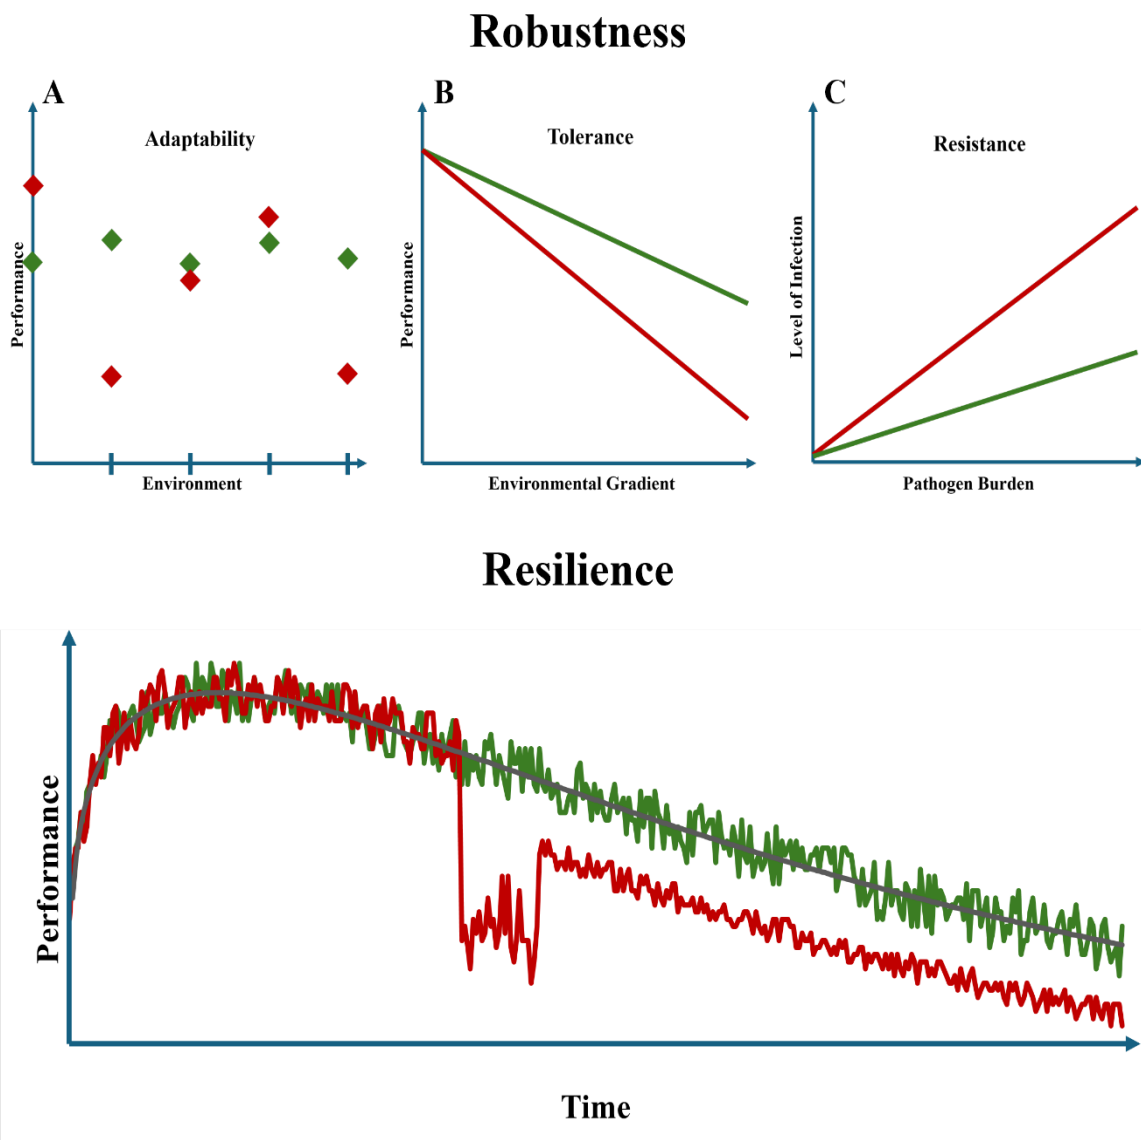 Robustness
A
Adaptability
Performance
Environment
B
Tolerance
Performance
Environmental Gradient
C
Resistance
Level of Infection
Pathogen Burden
Resilience
Performance
Time